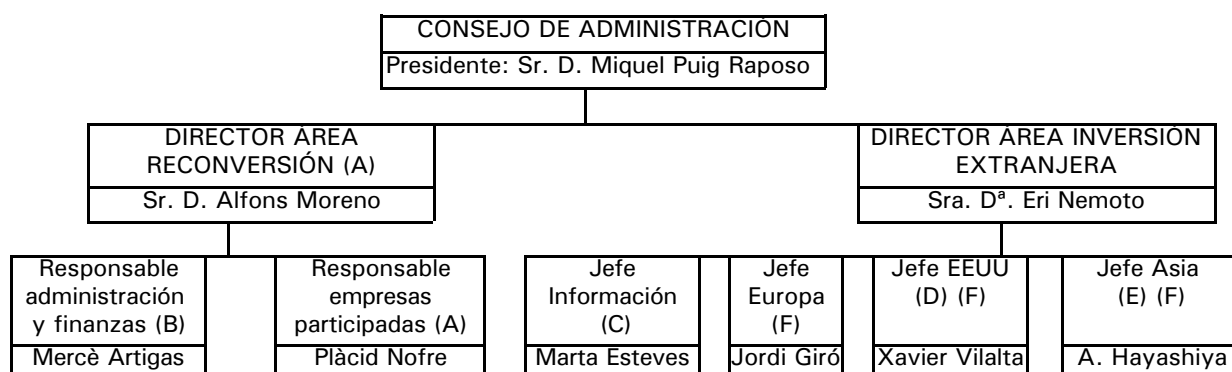 CONSEJO DE ADMINISTRACIÓN
Presidente: Sr. D. Miquel Puig Raposo
DIRECTOR ÁREA
RECONVERSIÓN (A)
Sr. D. Alfons Moreno
DIRECTOR ÁREA INVERSIÓN
EXTRANJERA
Sra. Dª. Eri Nemoto
Responsable
administración
y finanzas (B)
Mercè Artigas
Responsable
empresas
participadas (A)
Plàcid Nofre
Jefe
Información
(C)
Marta Esteves
Jefe
Europa
(F)
Jordi Giró
Jefe EEUU
(D) (F)
Xavier Vilalta
Jefe Asia
(E) (F)
A. Hayashiya